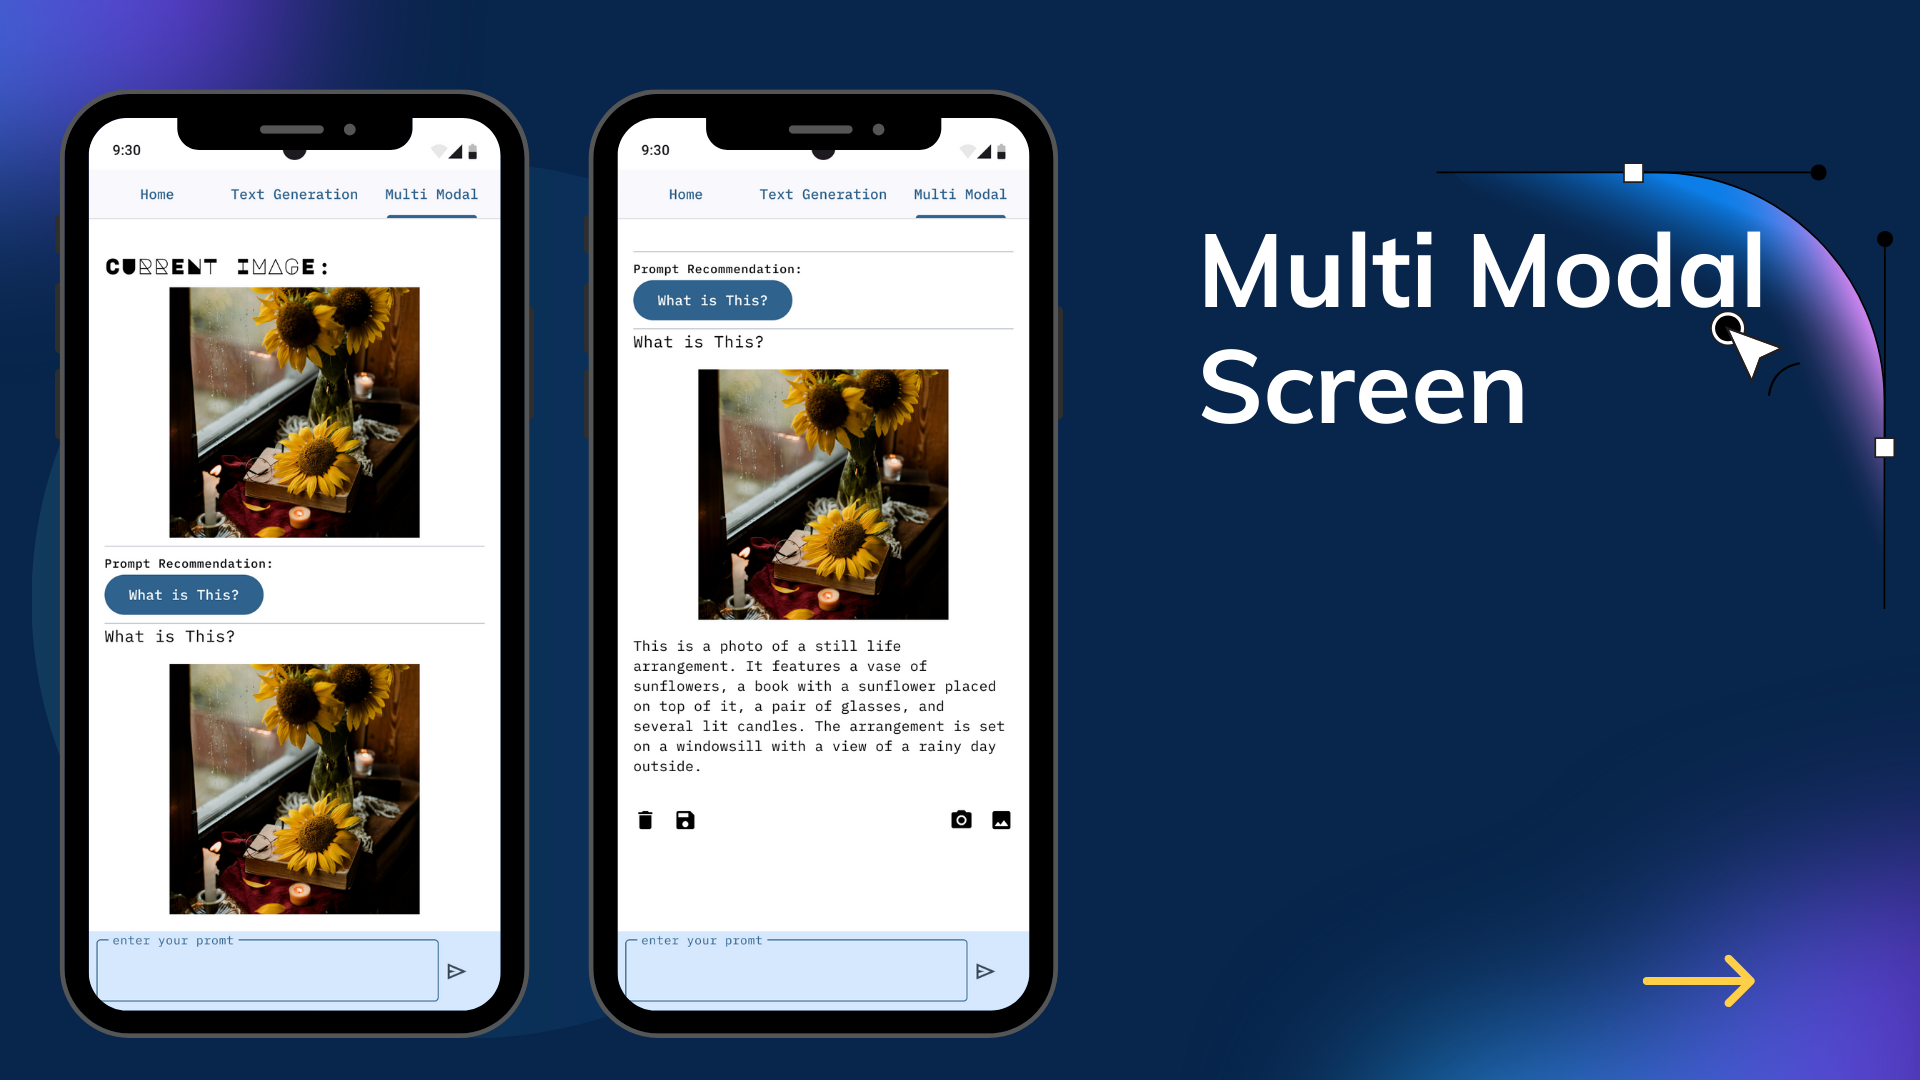 9:30
Home Text Generation Multi Modal
CURRENT IMAGE:
Prompt Recommendation:
What is This?
What is This?
enter your promt
9:30
Home Text Generation Multi Modal
Prompt Recommendation:
What is This?
What is This?
This is a photo of a still life
arrangement. It features a vase of
sunflowers, a book with a sunflower placed
on top of it, a pair of glasses, and
several lit candles. The arrangement is set
on a windowsill with a view of a rainy day
outside.
enter your promt
Multi Modal
Screen